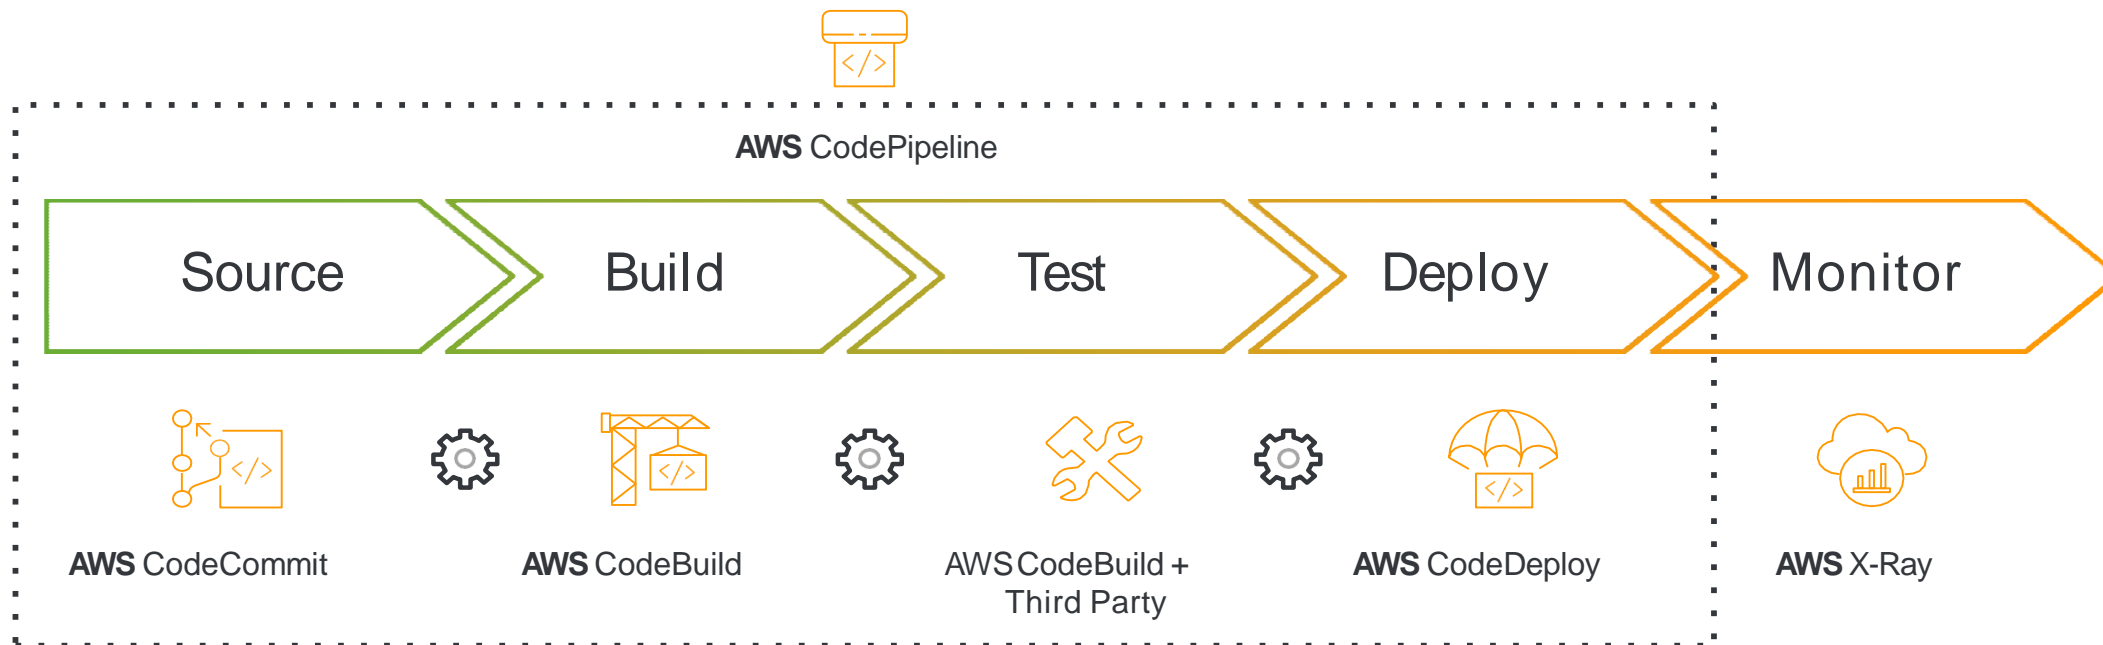 </>
AWS CodePipeline
Source
Build
Test
Deploy
Monitor
</>
</>
</>
AWS CodeCommit
AWS CodeBuild
AWS CodeBuild +
Third Party
AWS CodeDeploy
AWS X-Ray